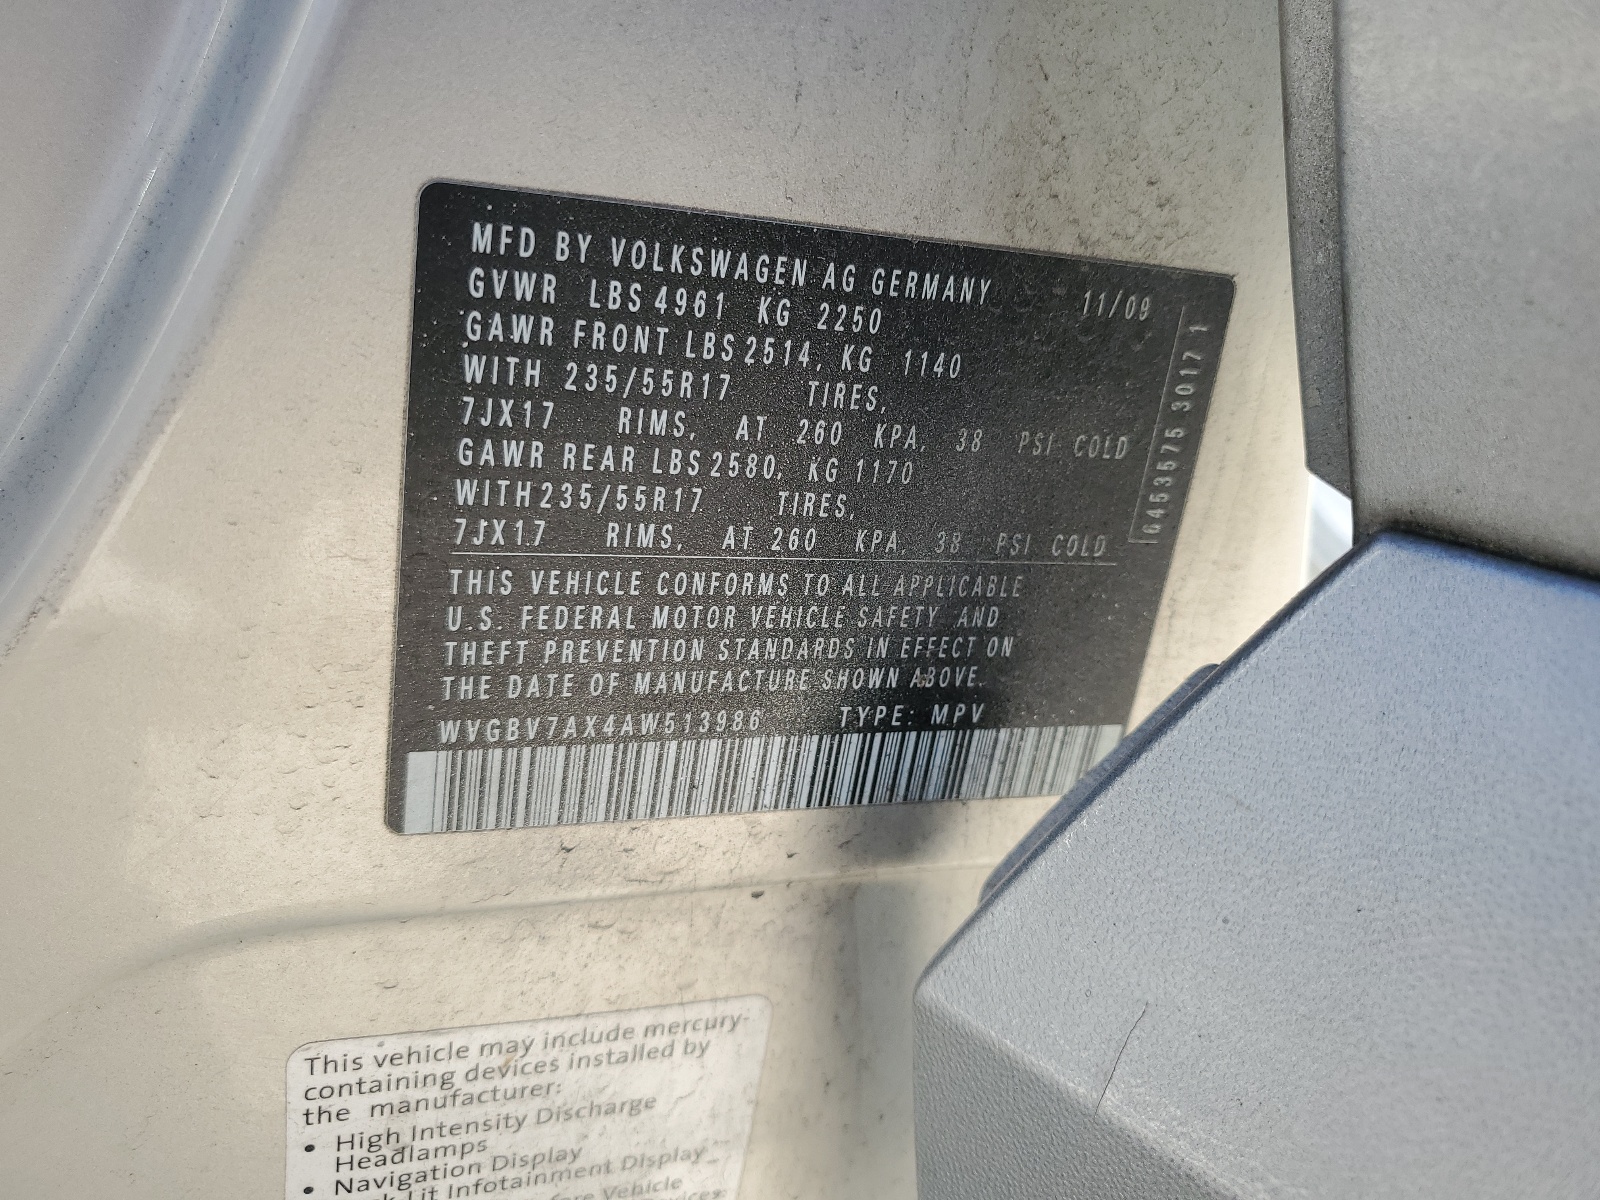 MFD BY VOLKSWAGEN AG GERMANY 11/09
GVWR LBS 4961 KG 2250
GAWR FRONT LBS 2514, KG 1140
WITH 235/55R17 TIRES,
7JX17 RIMS, AT 260 KPA, 38 PSI COLD
GAWR REAR LBS 2580, KG 1170
WITH 235/55R17 TIRES,
7JX17 RIMS, AT 260 KPA, 38 PSI COLD
THIS VEHICLE CONFORMS TO ALL APPLICABLE
U.S. FEDERAL MOTOR VEHICLE SAFETY AND
THEFT PREVENTION STANDARDS IN EFFECT ON
THE DATE OF MANUFACTURE SHOWN ABOVE.
WVGBV7AX4AW513986 TYPE: MPV
6453575 3017 1
This vehicle may include mercury-
containing devices installed by
the manufacturer:
• High Intensity Discharge
Headlamps
• Navigation Display
Lit Infotainment Display
Vehicle